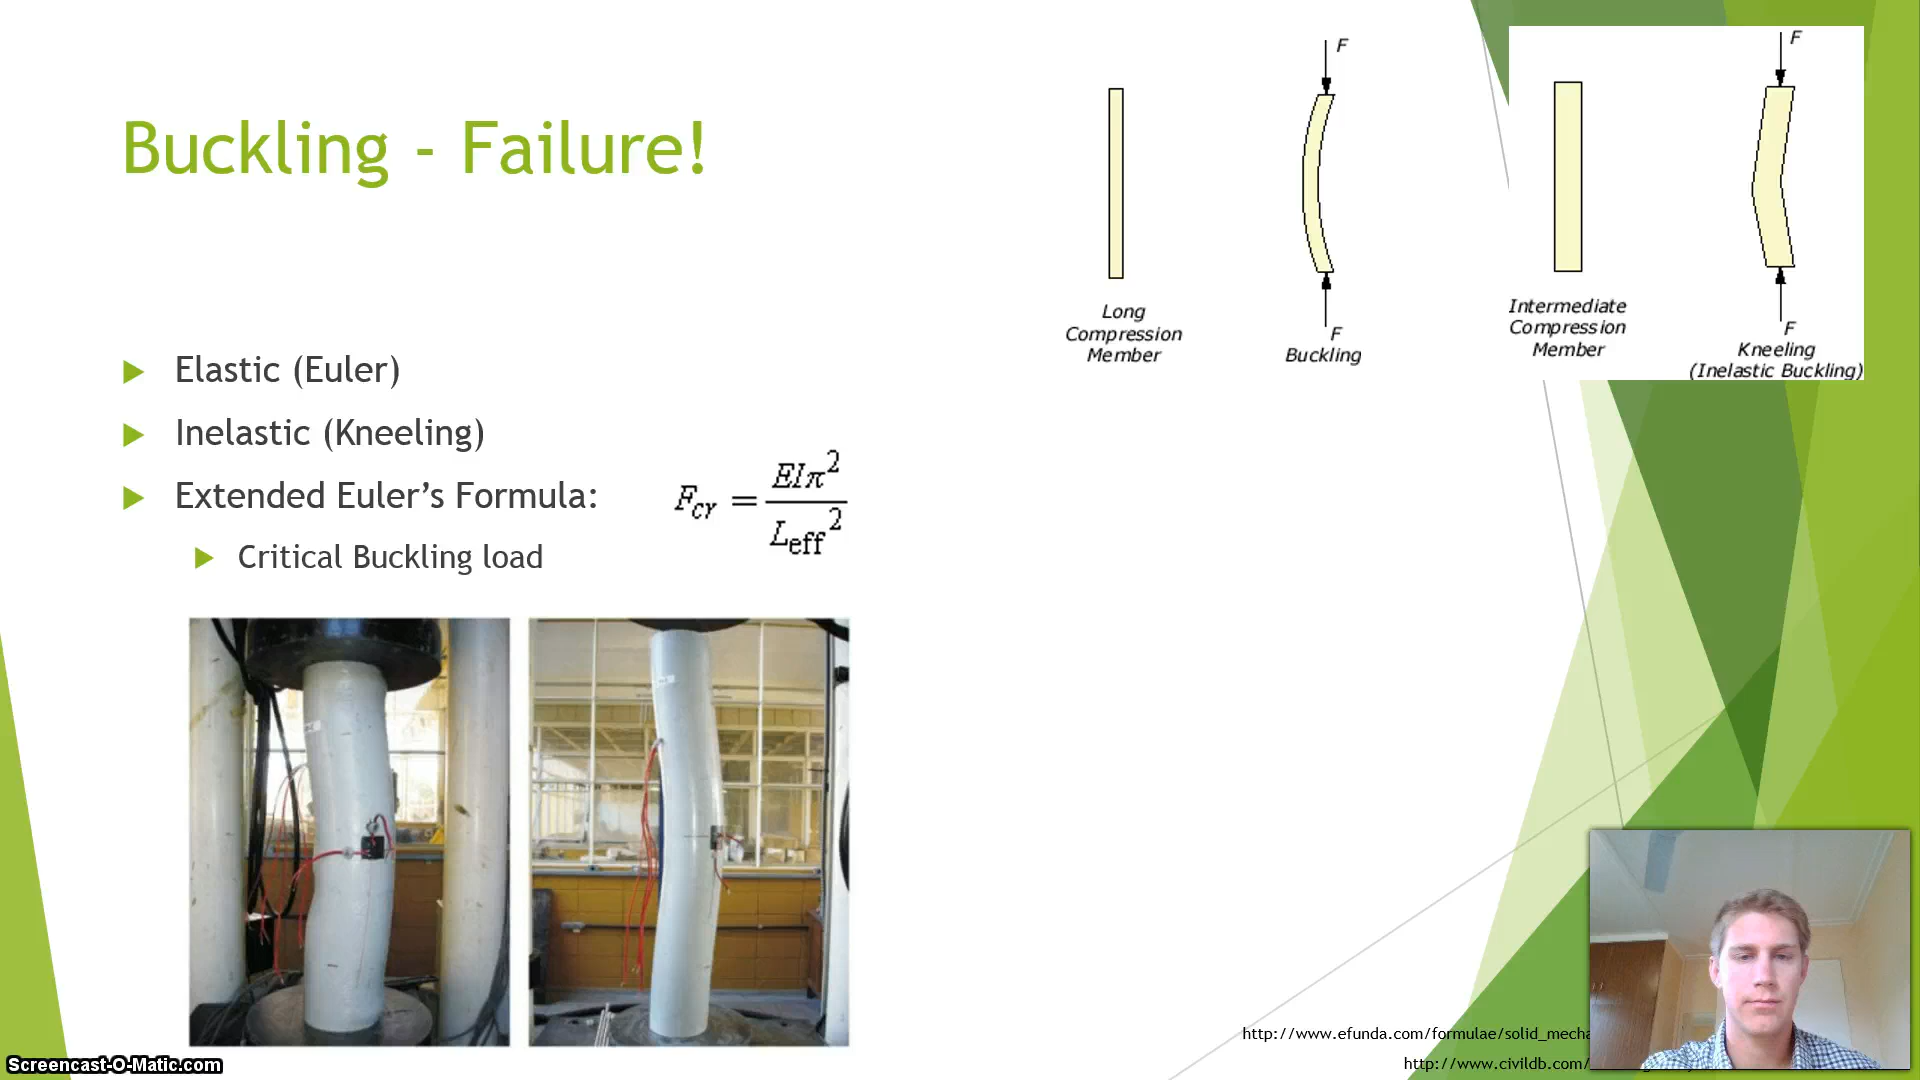 Buckling - Failure!
Elastic (Euler)
Inelastic (Kneeling)
Extended Euler’s Formula:
F_cr = EIπ² / L_eff²
Critical Buckling load
F
Long
Compression
Member
F
Buckling
F
Intermediate
Compression
Member
F
Kneeling
(Inelastic Buckling)
http://www.efunda.com/formulae/solid_mecha
http://www.civildb.com/
Screencast-O-Matic.com